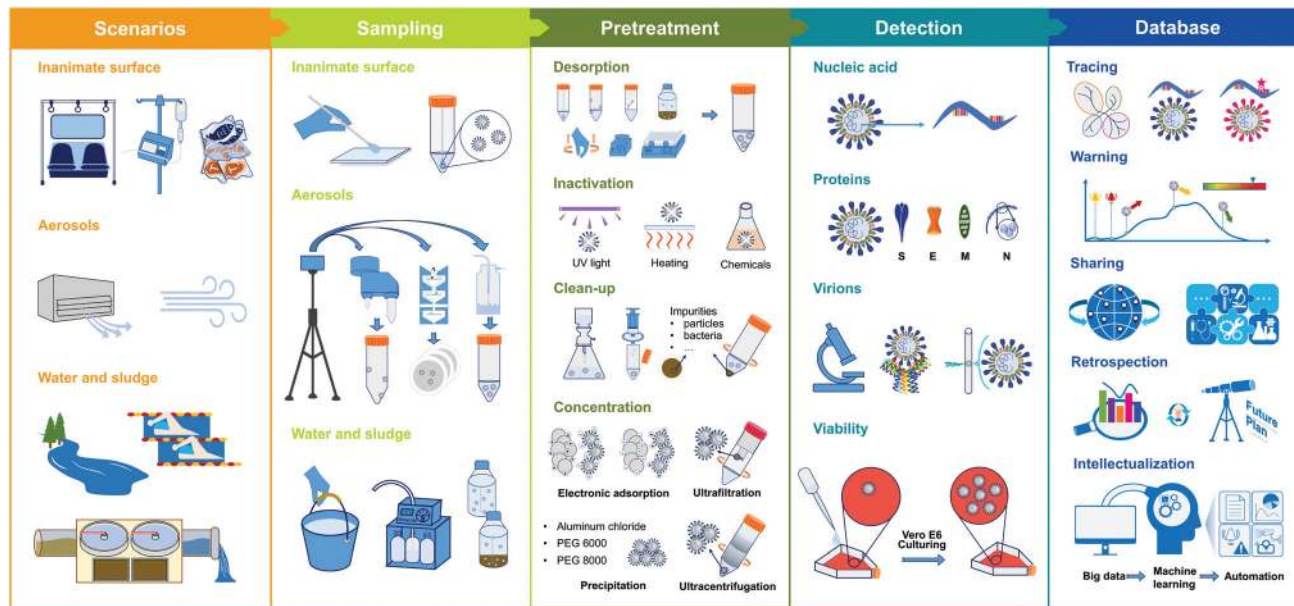 Scenarios
Sampling
Pretreatment
Detection
Database
Inanimate surface
Aerosols
Water and sludge
Inanimate surface
Aerosols
Water and sludge
Desorption
Inactivation
UV light
Heating
Chemicals
Clean-up
Impurities
• particles
• bacteria
• ...
Concentration
Electronic adsorption
Ultrafiltration
• Aluminum chloride
• PEG 6000
• PEG 8000
Precipitation
Ultracentrifugation
Nucleic acid
Proteins
S
E
M
N
Virions
Viability
Vero E6
Culturing
Tracing
Warning
Sharing
Retrospection
Future
Plan
Intellectualization
Big data
Machine
learning
Automation